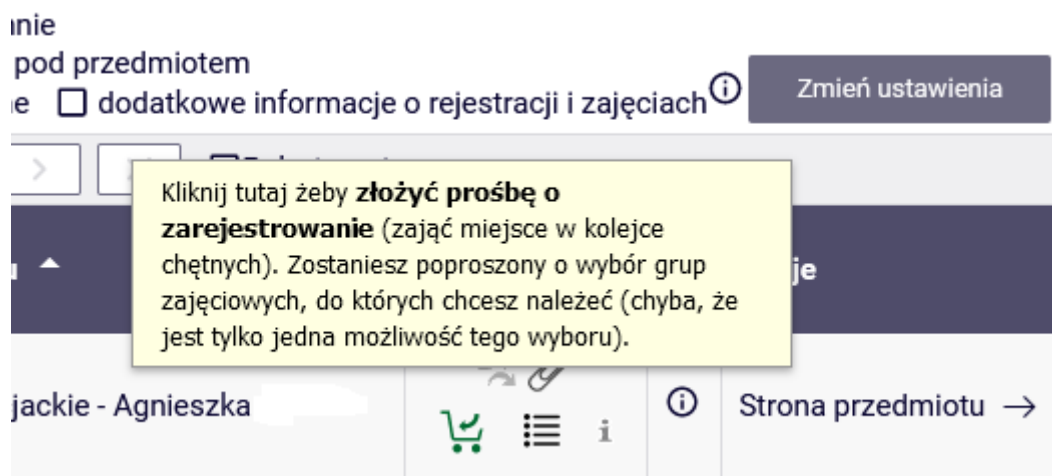 pod przedmiotem
dodatkowe informacje o rejestracji i zajęciach
Zmień ustawienia
Kliknij tutaj żeby złożyć prośbę o
zarejestrowanie (zająć miejsce w kolejce
chętnych). Zostaniesz poproszony o wybór grup
zajęciowych, do których chcesz należeć (chyba, że
jest tylko jedna możliwość tego wyboru).
je
jackie - Agnieszka
Strona przedmiotu →